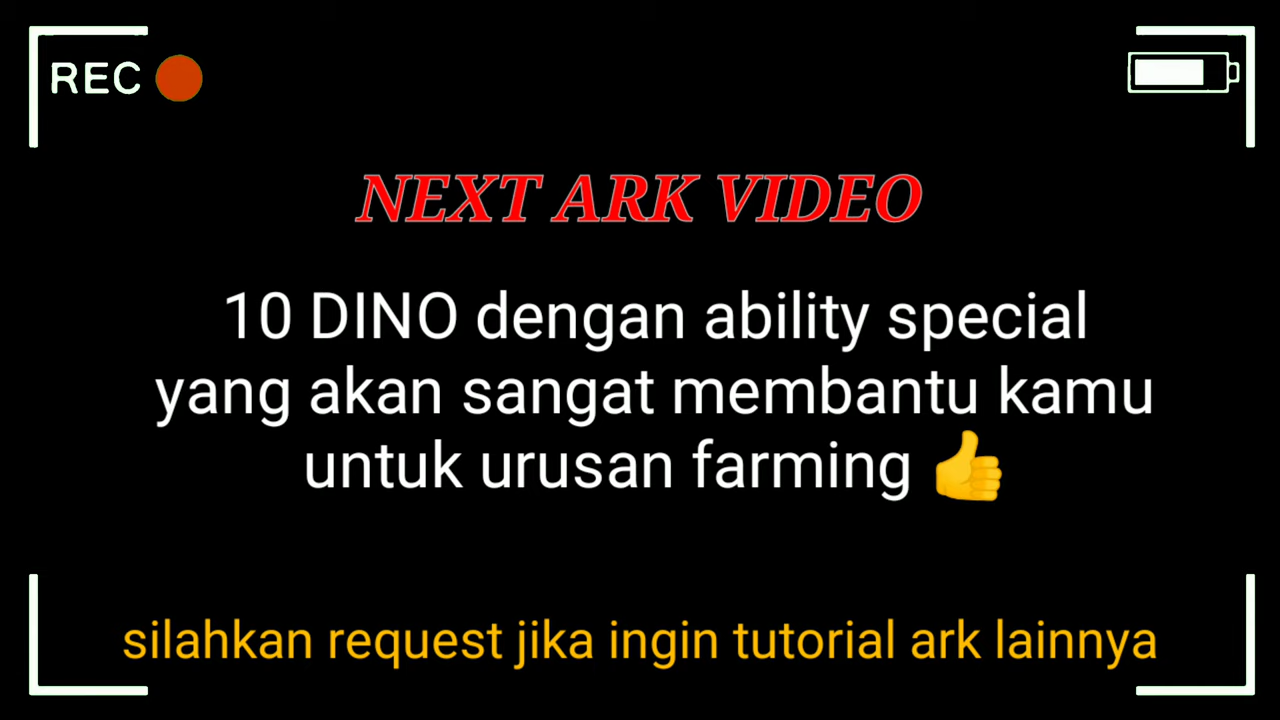 REC
NEXT ARK VIDEO
10 DINO dengan ability special
yang akan sangat membantu kamu
untuk urusan farming 👍
silahkan request jika ingin tutorial ark lainnya